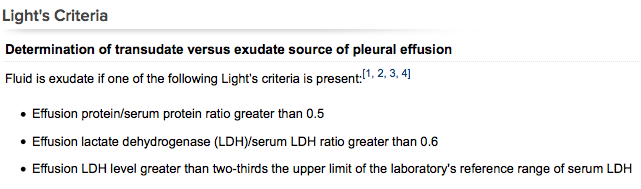 Light's Criteria
Determination of transudate versus exudate source of pleural effusion
Fluid is exudate if one of the following Light's criteria is present:[1, 2, 3, 4]
• Effusion protein/serum protein ratio greater than 0.5
• Effusion lactate dehydrogenase (LDH)/serum LDH ratio greater than 0.6
• Effusion LDH level greater than two-thirds the upper limit of the laboratory's reference range of serum LDH